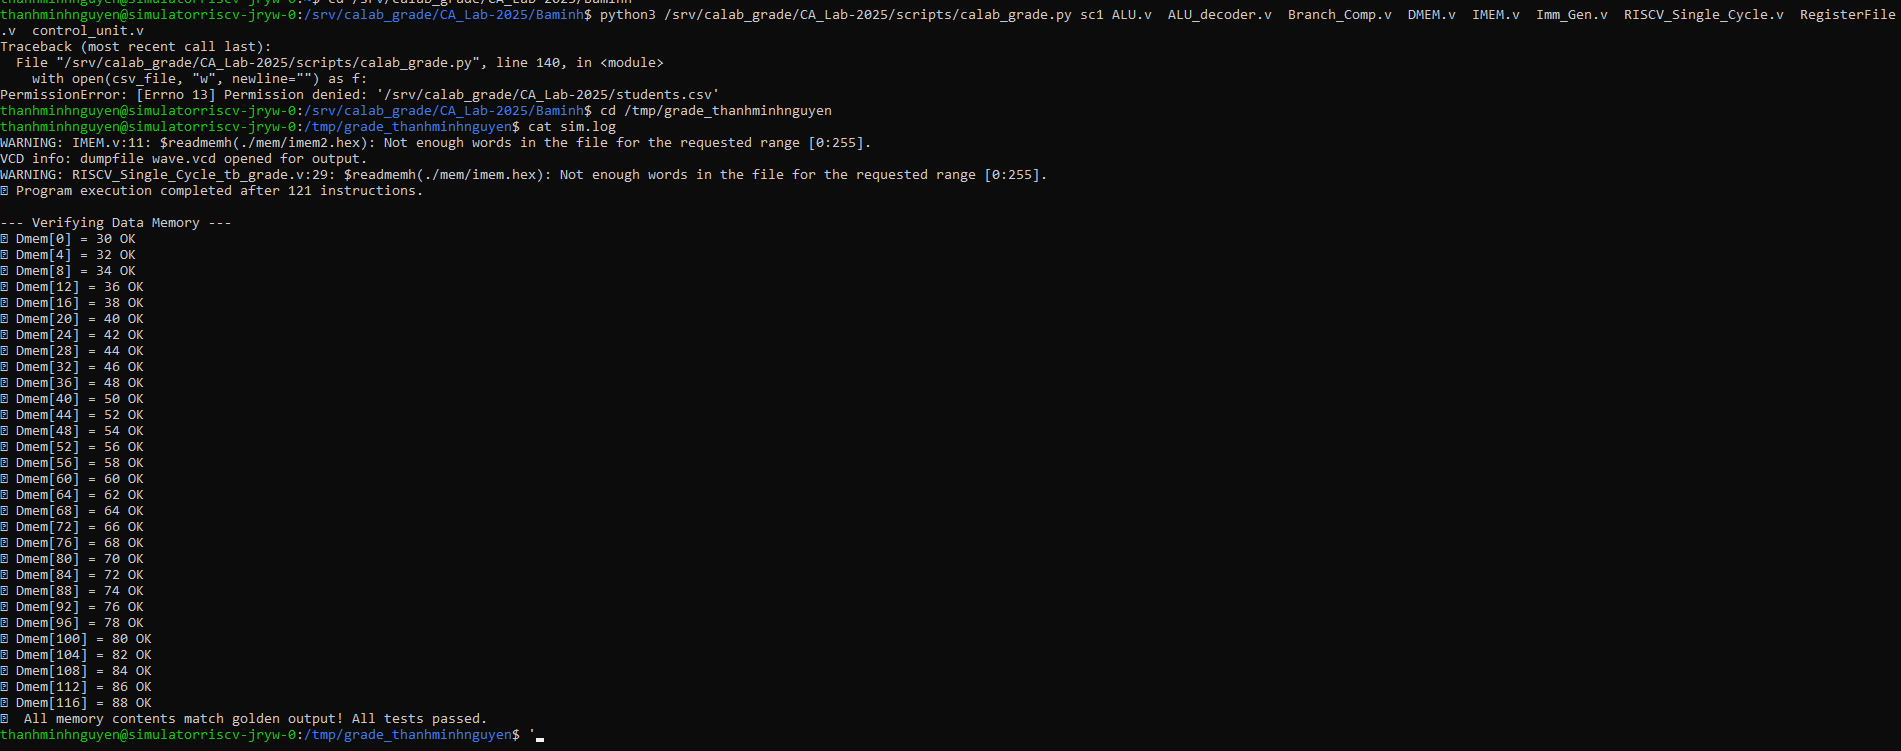 thanhminhnguyen@simulatorriscv-jryw-0:~$ cd /srv/calab_grade/CA_Lab-2025/Baminh
thanhminhnguyen@simulatorriscv-jryw-0:/srv/calab_grade/CA_Lab-2025/Baminh$ python3 /srv/calab_grade/CA_Lab-2025/scripts/calab_grade.py sc1 ALU.v  ALU_decoder.v  Branch_Comp.v  DMEM.v  IMEM.v  Imm_Gen.v  RISCV_Single_Cycle.v  RegisterFile
.v  control_unit.v
Traceback (most recent call last):
  File "/srv/calab_grade/CA_Lab-2025/scripts/calab_grade.py", line 140, in <module>
    with open(csv_file, "w", newline="") as f:
PermissionError: [Errno 13] Permission denied: '/srv/calab_grade/CA_Lab-2025/students.csv'
thanhminhnguyen@simulatorriscv-jryw-0:/srv/calab_grade/CA_Lab-2025/Baminh$ cd /tmp/grade_thanhminhnguyen
thanhminhnguyen@simulatorriscv-jryw-0:/tmp/grade_thanhminhnguyen$ cat sim.log
WARNING: IMEM.v:11: $readmemh(./mem/imem2.hex): Not enough words in the file for the requested range [0:255].
VCD info: dumpfile wave.vcd opened for output.
WARNING: RISCV_Single_Cycle_tb_grade.v:29: $readmemh(./mem/imem.hex): Not enough words in the file for the requested range [0:255].
Program execution completed after 121 instructions.
--- Verifying Data Memory ---
Dmem[0] = 30 OK
Dmem[4] = 32 OK
Dmem[8] = 34 OK
Dmem[12] = 36 OK
Dmem[16] = 38 OK
Dmem[20] = 40 OK
Dmem[24] = 42 OK
Dmem[28] = 44 OK
Dmem[32] = 46 OK
Dmem[36] = 48 OK
Dmem[40] = 50 OK
Dmem[44] = 52 OK
Dmem[48] = 54 OK
Dmem[52] = 56 OK
Dmem[56] = 58 OK
Dmem[60] = 60 OK
Dmem[64] = 62 OK
Dmem[68] = 64 OK
Dmem[72] = 66 OK
Dmem[76] = 68 OK
Dmem[80] = 70 OK
Dmem[84] = 72 OK
Dmem[88] = 74 OK
Dmem[92] = 76 OK
Dmem[96] = 78 OK
Dmem[100] = 80 OK
Dmem[104] = 82 OK
Dmem[108] = 84 OK
Dmem[112] = 86 OK
Dmem[116] = 88 OK
All memory contents match golden output! All tests passed.
thanhminhnguyen@simulatorriscv-jryw-0:/tmp/grade_thanhminhnguyen$ '